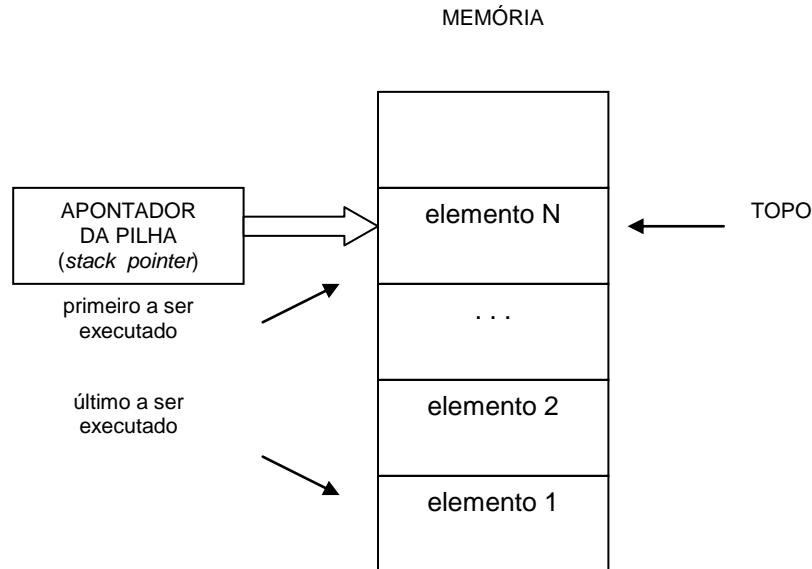 MEMÓRIA
APONTADOR
DA PILHA
(stack pointer)
elemento N
TOPO
primeiro a ser
executado
. . .
último a ser
executado
elemento 2
elemento 1